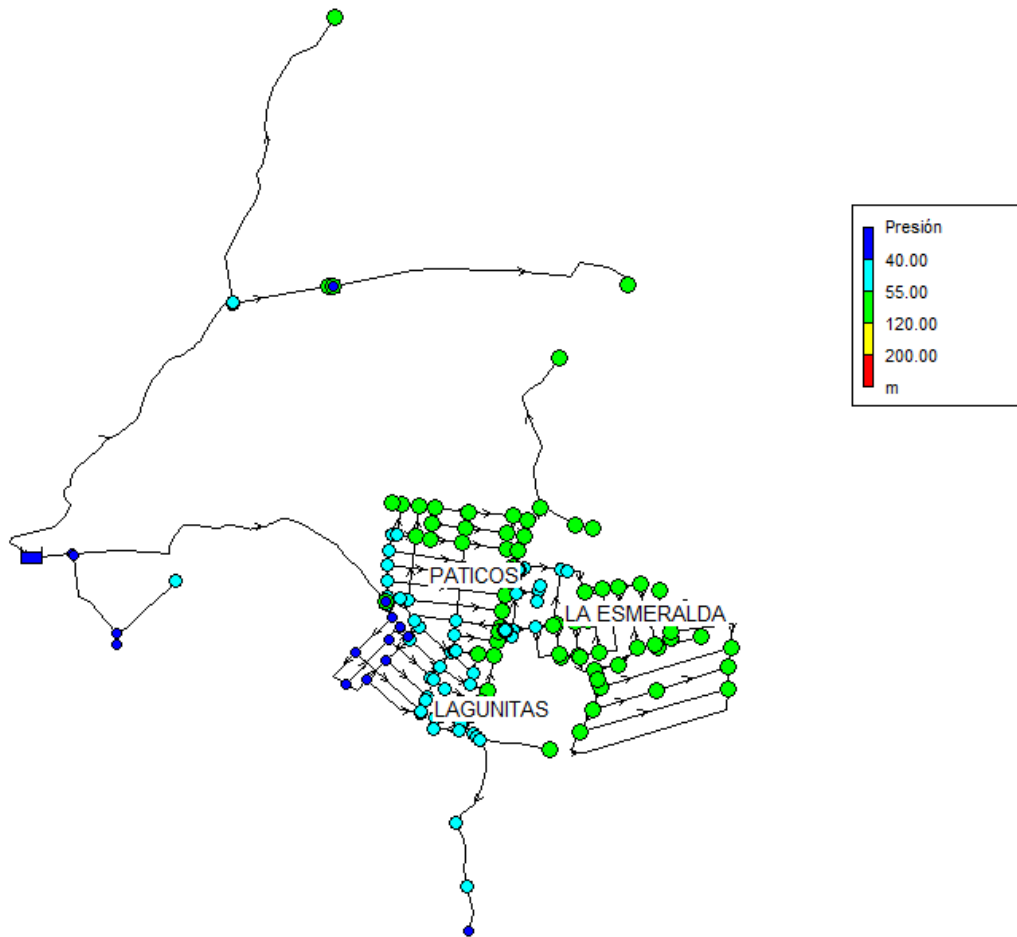 Presión
40.00
55.00
120.00
200.00
m
PATICOS
LA ESMERALDA
LAGUNITAS